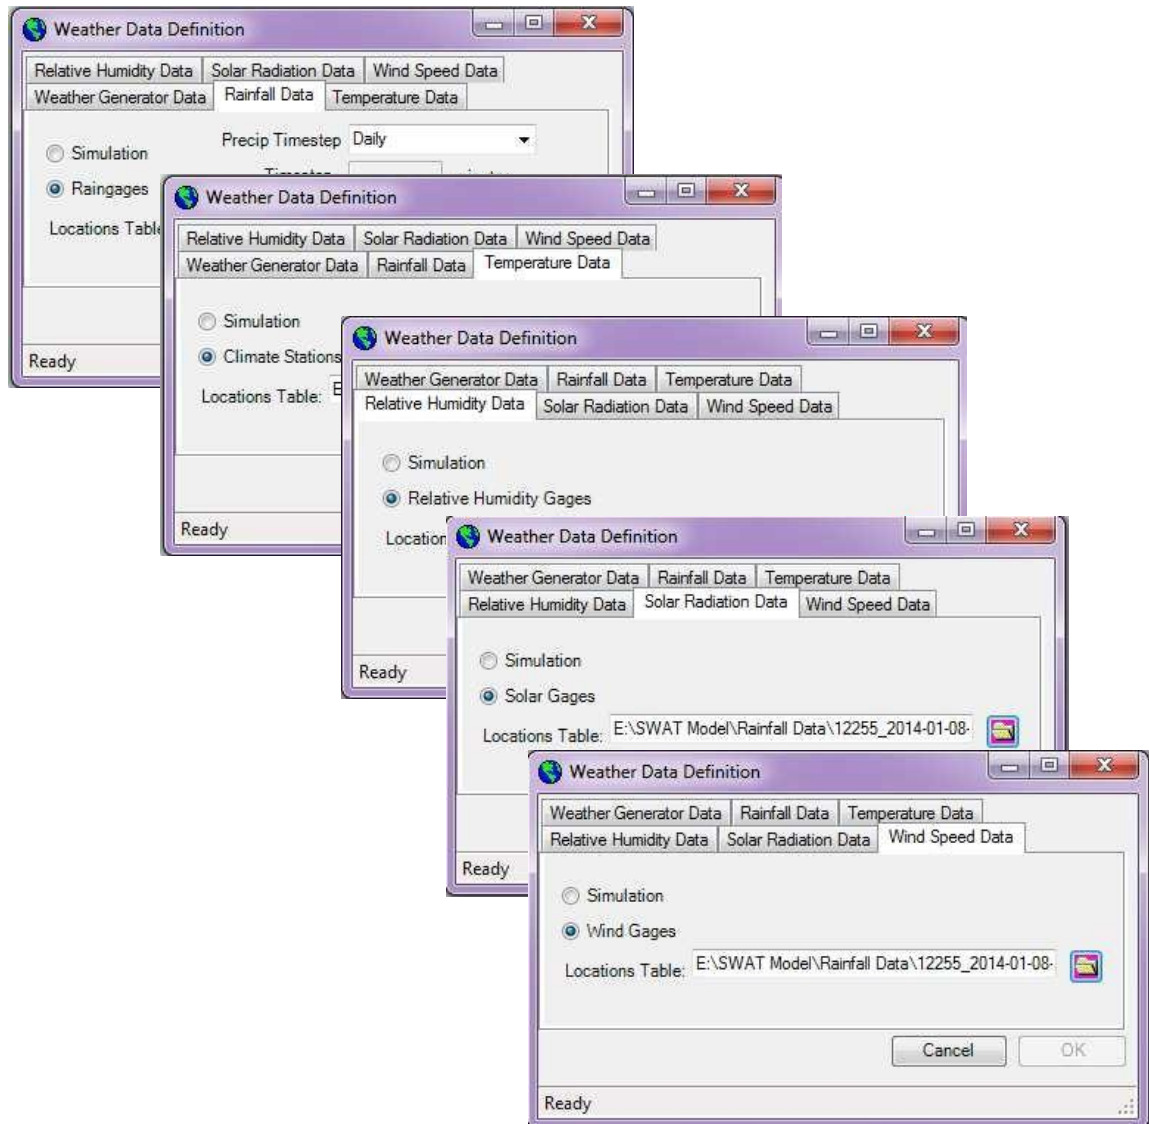 Weather Data Definition
Relative Humidity Data Solar Radiation Data Wind Speed Data
Weather Generator Data Rainfall Data Temperature Data
Precip Timestep Daily
Simulation
Raingages
Locations Table
Ready
Weather Data Definition
Relative Humidity Data Solar Radiation Data Wind Speed Data
Weather Generator Data Rainfall Data Temperature Data
Simulation
Climate Stations
Locations Table: E
Ready
Weather Data Definition
Weather Generator Data Rainfall Data Temperature Data
Relative Humidity Data Solar Radiation Data Wind Speed Data
Simulation
Relative Humidity Gages
Location
Ready
Weather Data Definition
Weather Generator Data Rainfall Data Temperature Data
Relative Humidity Data Solar Radiation Data Wind Speed Data
Simulation
Solar Gages
Locations Table: E:\SWAT Model\Rainfall Data\12255_2014-01-08-
Ready
Weather Data Definition
Weather Generator Data Rainfall Data Temperature Data
Relative Humidity Data Solar Radiation Data Wind Speed Data
Simulation
Wind Gages
Locations Table: E:\SWAT Model\Rainfall Data\12255_2014-01-08-
Cancel OK
Ready